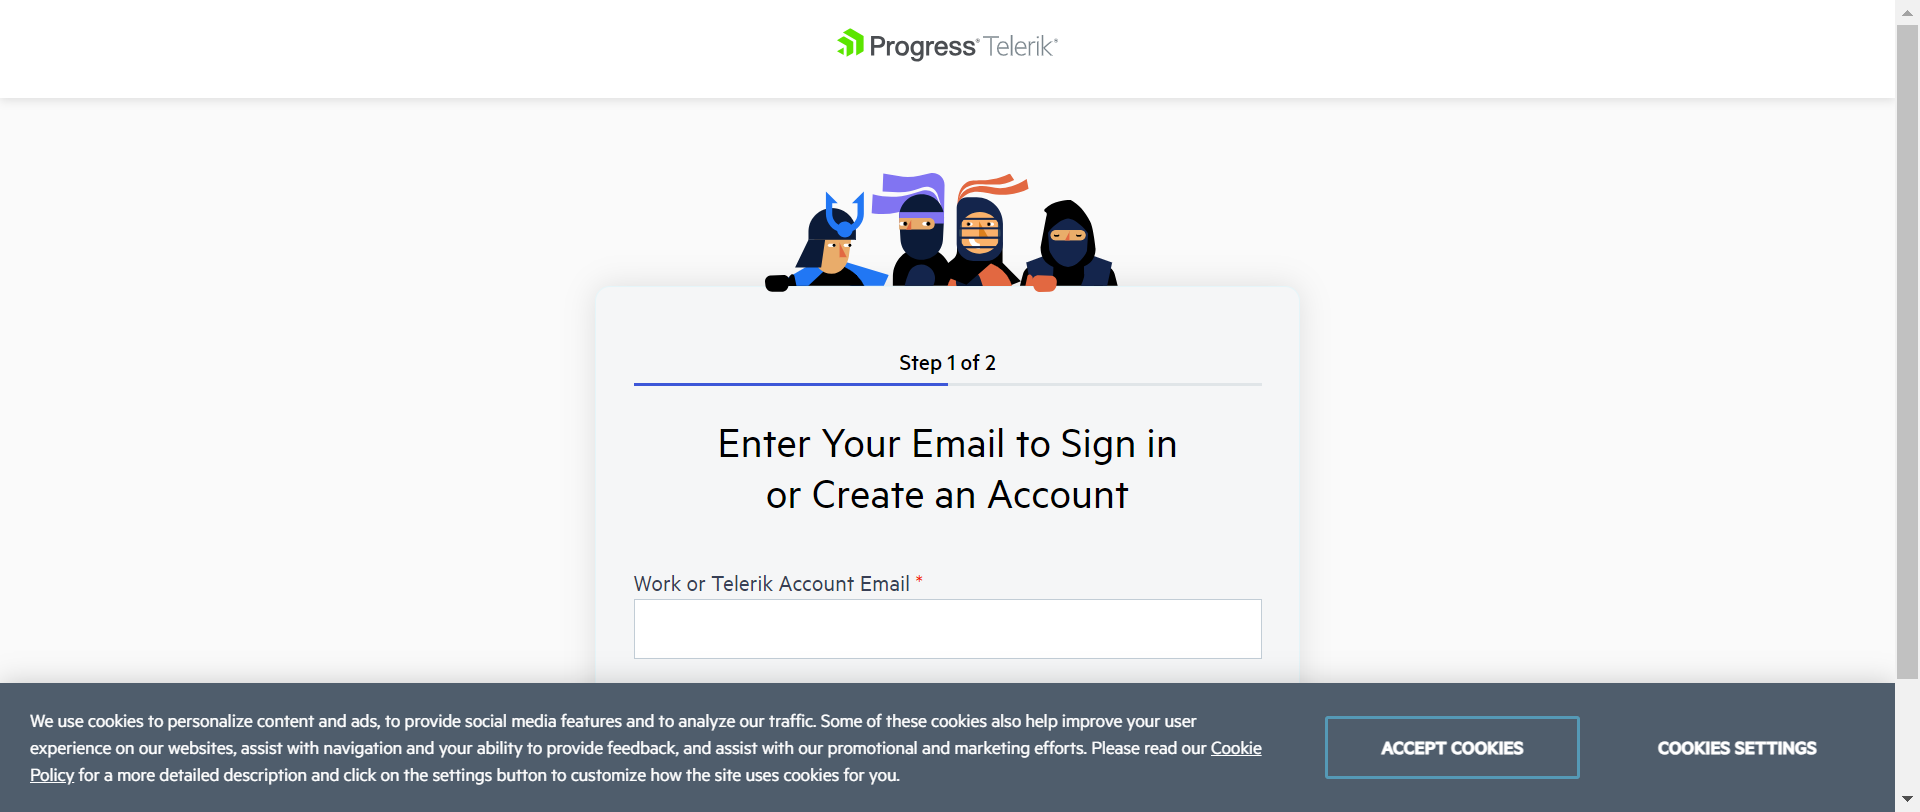 Progress® Telerik®
Step 1 of 2
Enter Your Email to Sign in
or Create an Account
Work or Telerik Account Email *
We use cookies to personalize content and ads, to provide social media features and to analyze our traffic. Some of these cookies also help improve your user
experience on our websites, assist with navigation and your ability to provide feedback, and assist with our promotional and marketing efforts. Please read our Cookie
Policy for a more detailed description and click on the settings button to customize how the site uses cookies for you.
ACCEPT COOKIES
COOKIES SETTINGS